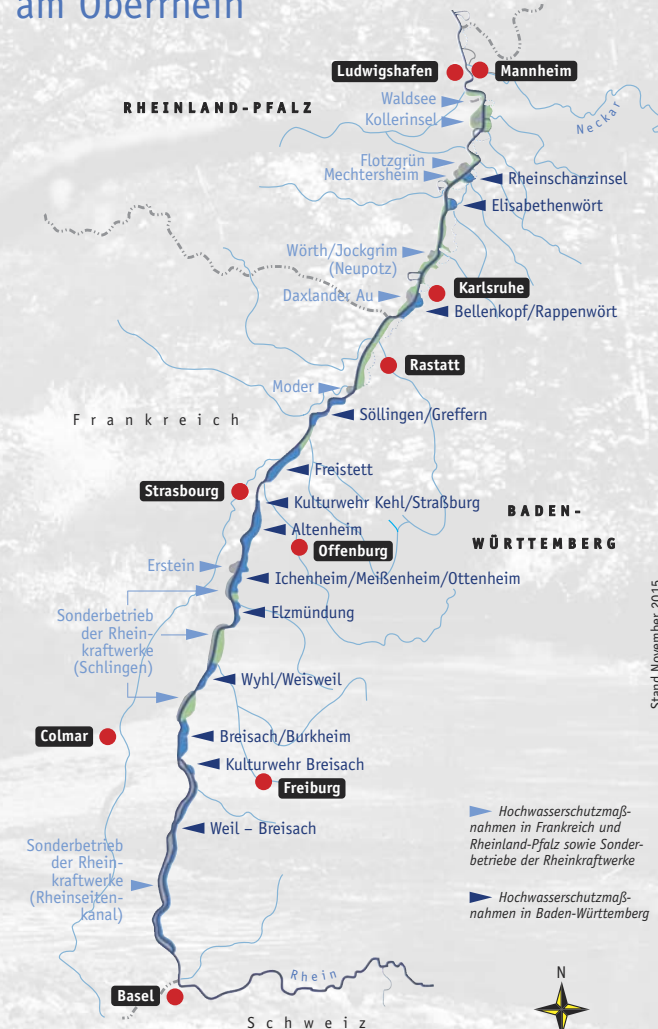 am Oberrhein
Ludwigshafen
Mannheim
RHEINLAND-PFALZ
Waldsee
Kollerinsel
Neckar
Flotzgrün
Mechtersheim
Rheinschanzinsel
Elisabethenwört
Wörth/Jockgrim
(Neupotz)
Daxlander Au
Karlsruhe
Bellenkopf/Rappenwört
Rastatt
Moder
Frankreich
Söllingen/Greffern
Freistett
Strasbourg
Kulturwehr Kehl/Straßburg
BADEN-
WÜRTTEMBERG
Altenheim
Offenburg
Erstein
Ichenheim/Meißenheim/Ottenheim
Elzmündung
Sonderbetrieb
der Rhein-
kraftwerke
(Schlingen)
Wyhl/Weisweil
Colmar
Breisach/Burkheim
Kulturwehr Breisach
Freiburg
Weil – Breisach
Sonderbetrieb
der Rhein-
kraftwerke
(Rheinseiten-
kanal)
Hochwasserschutzmaß-
nahmen in Frankreich und
Rheinland-Pfalz sowie Sonder-
betriebe der Rheinkraftwerke
Hochwasserschutzmaß-
nahmen in Baden-Württemberg
Stand November 2015
Rhein
Basel
Schweiz
N